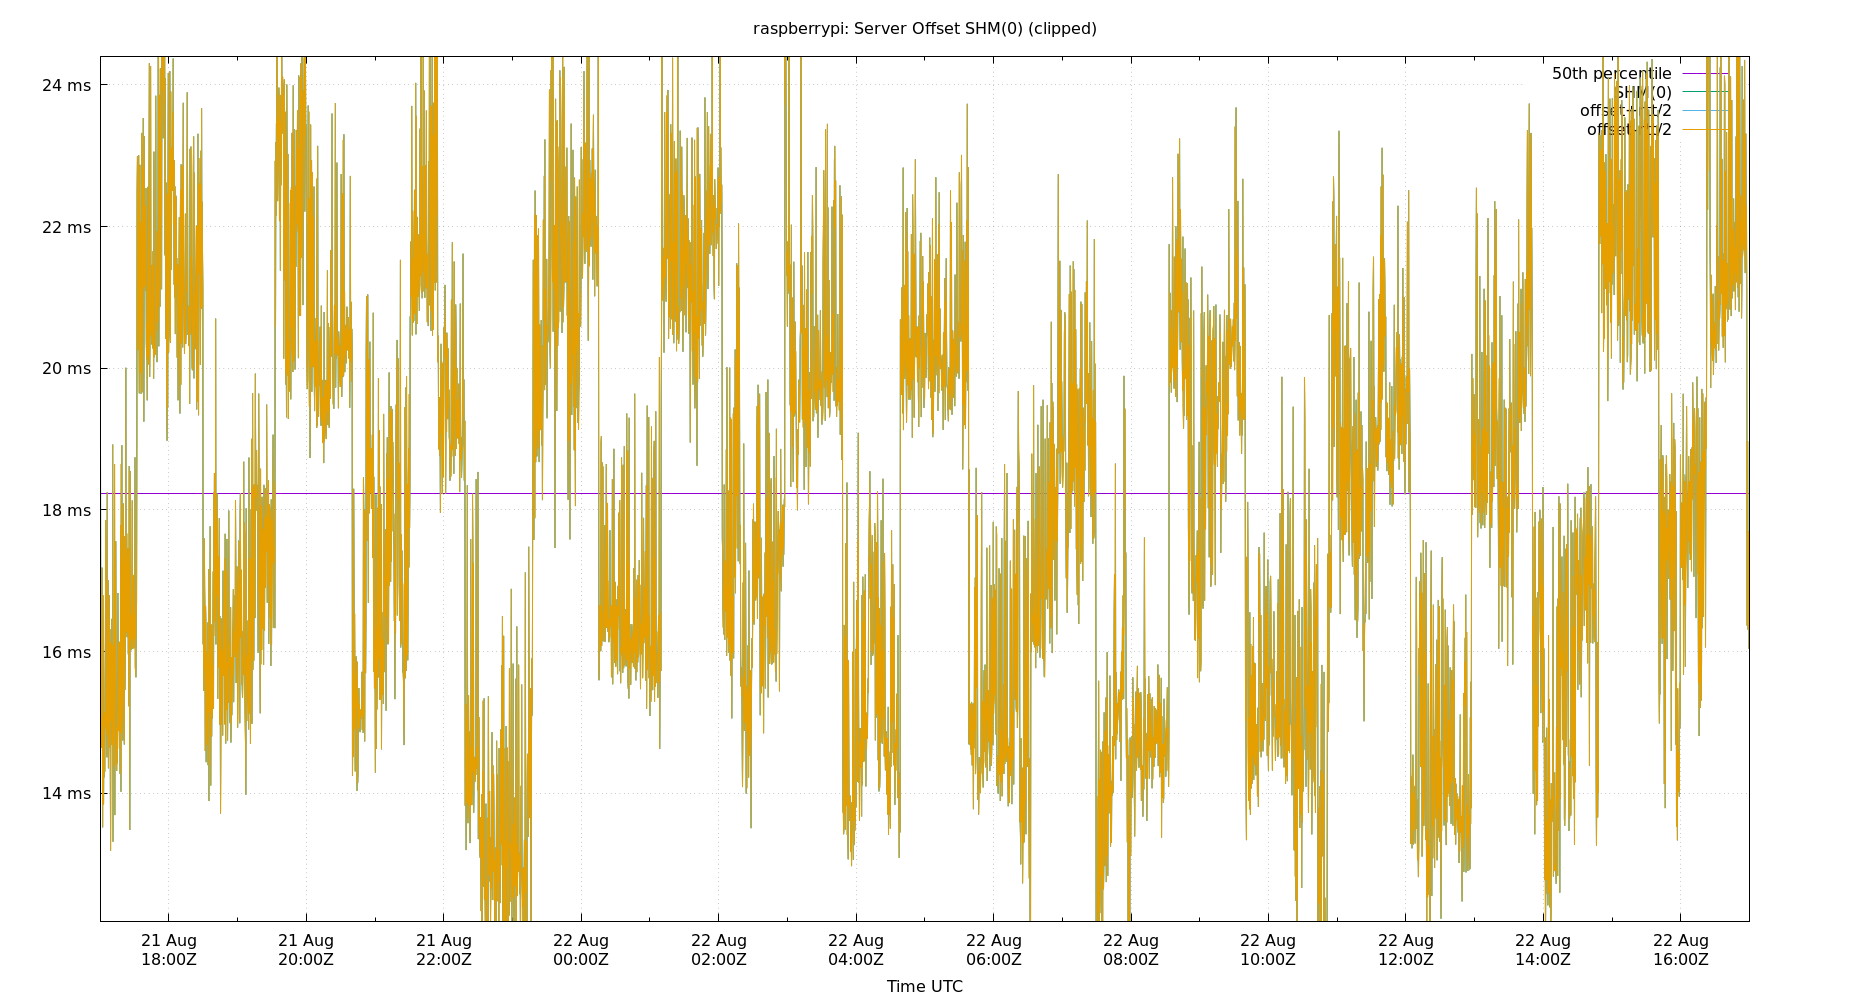 raspberrypi: Server Offset SHM(0) (clipped)
50th percentile
SHM(0)
offset+rtt/2
offset-rtt/2
24 ms
22 ms
20 ms
18 ms
16 ms
14 ms
21 Aug 21 Aug 21 Aug 22 Aug 22 Aug 22 Aug 22 Aug 22 Aug 22 Aug 22 Aug 22 Aug 22 Aug
18:00Z 20:00Z 22:00Z 00:00Z 02:00Z 04:00Z 06:00Z 08:00Z 10:00Z 12:00Z 14:00Z 16:00Z
Time UTC